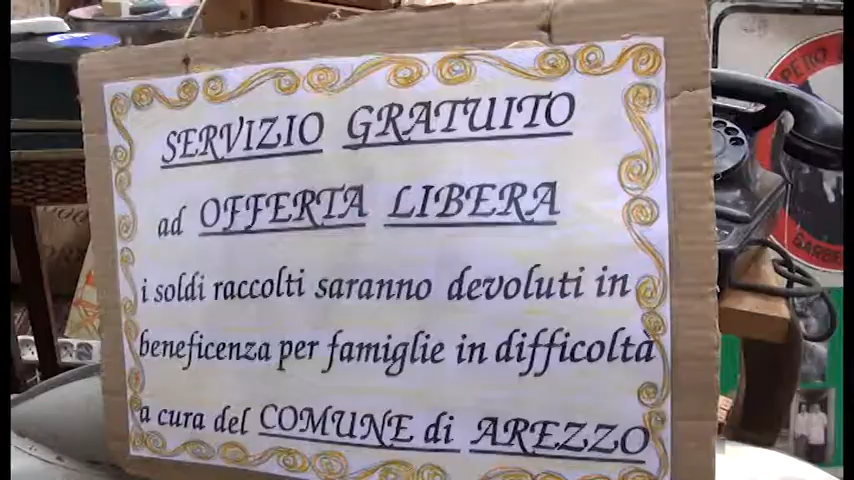 SERVIZIO GRATUITO
ad OFFERTA LIBERA
i soldi raccolti saranno devoluti in
beneficenza per famiglie in difficoltà
a cura del COMUNE di AREZZO